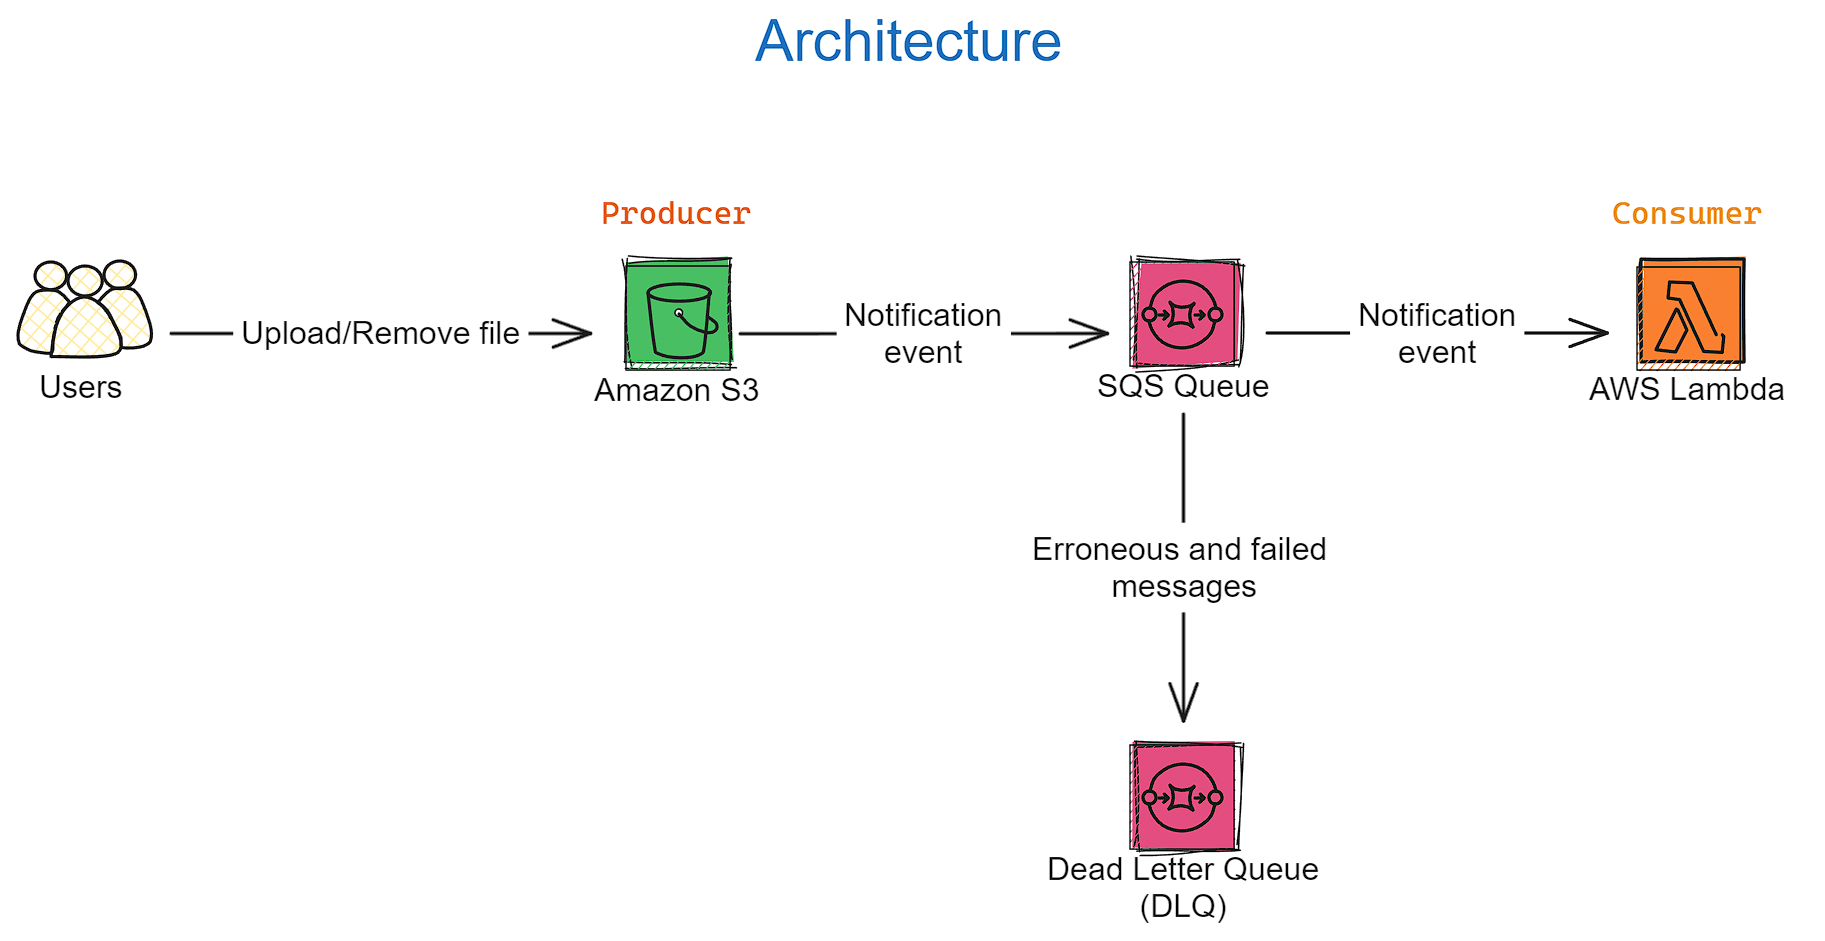 Architecture
Producer
Consumer
Upload/Remove file
Notification
event
Notification
event
Users
Amazon S3
SQS Queue
AWS Lambda
Erroneous and failed
messages
Dead Letter Queue
(DLQ)